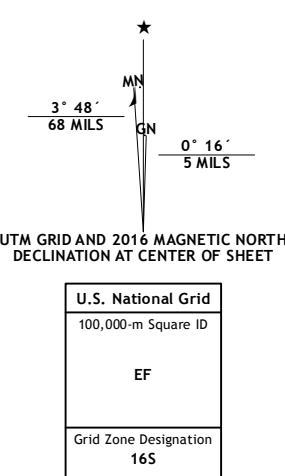 ★
MN
3° 48´
68 MILS
GN
0° 16´
5 MILS
UTM GRID AND 2016 MAGNETIC NORTH
DECLINATION AT CENTER OF SHEET
U.S. National Grid
100,000-m Square ID
EF
Grid Zone Designation
16S